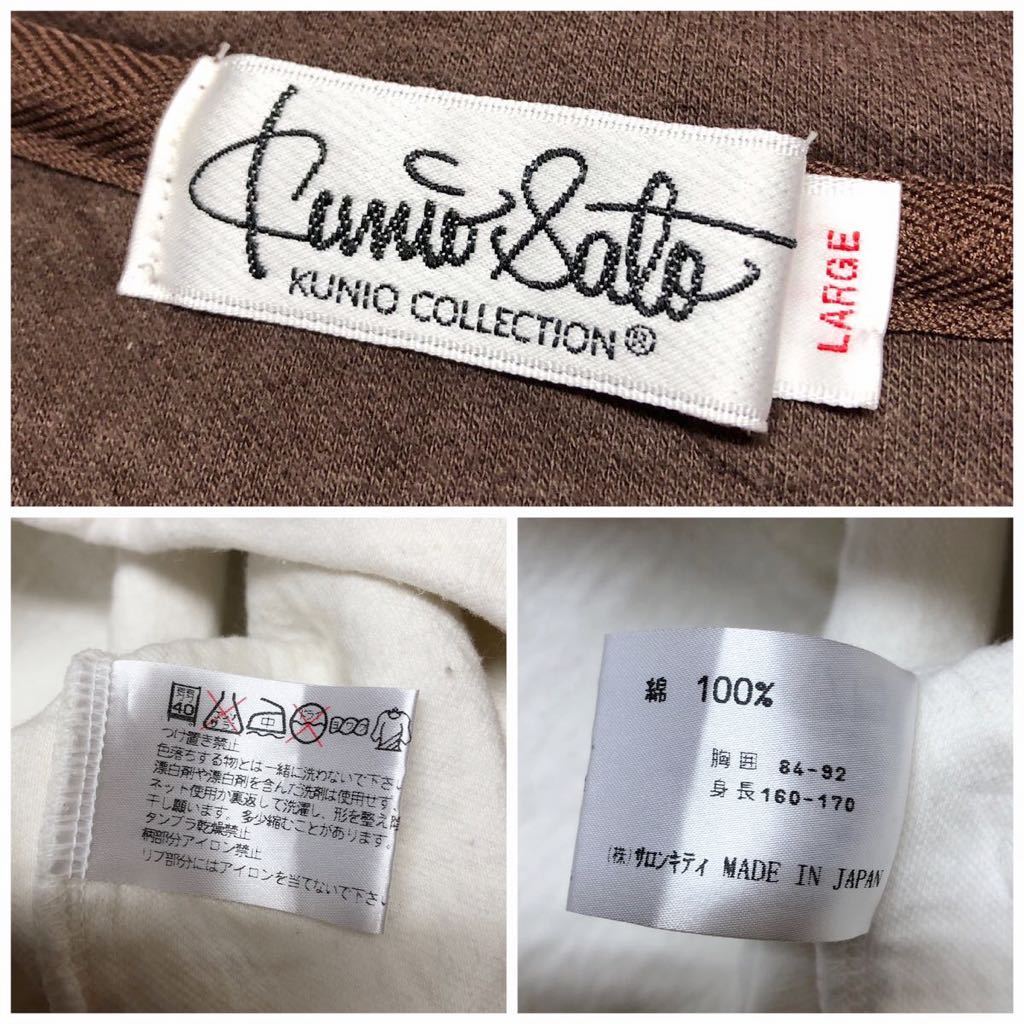 Kunio Sato
KUNIO COLLECTION®
LARGE
40
つけ置き禁止
色落ちする物とは一緒に洗わないで下さい
漂白剤や漂白剤を含んだ洗剤は使用せず、
ネット使用か裏返して洗濯し、形を整え陰
干し願います。多少縮むことがあります。
タンブラ乾燥禁止
柄部分アイロン禁止
リブ部分にはアイロンを当てないで下さい
綿 100%
胸囲 84-92
身長 160-170
(株)サロンキティ MADE IN JAPAN